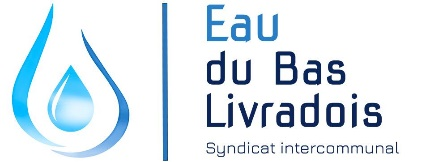 Eau
du Bas
Livradois
Syndicat intercommunal